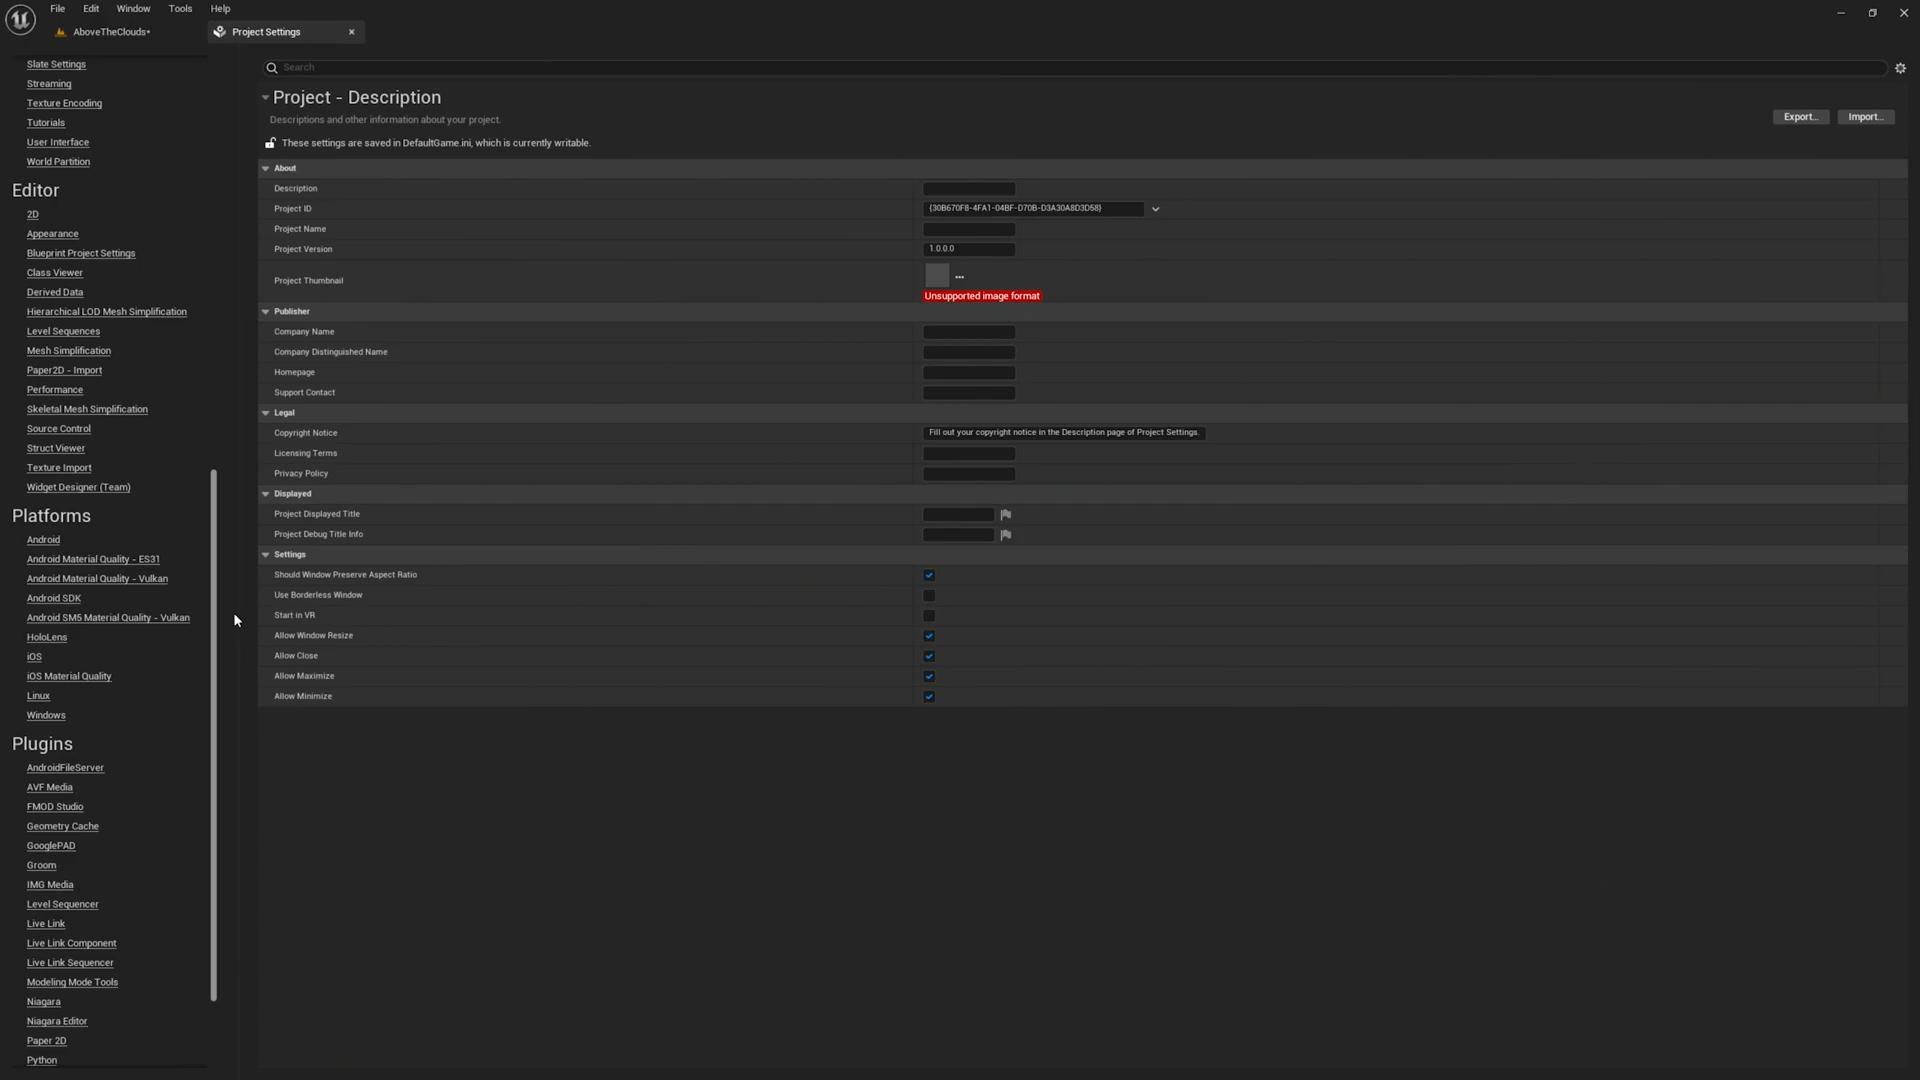 File Edit Window Tools Help
AboveTheClouds•
Project Settings
Slate Settings
Streaming
Texture Encoding
Tutorials
User Interface
World Partition
Editor
2D
Appearance
Blueprint Project Settings
Class Viewer
Derived Data
Hierarchical LOD Mesh Simplification
Level Sequences
Mesh Simplification
Paper2D - Import
Performance
Skeletal Mesh Simplification
Source Control
Struct Viewer
Texture Import
Widget Designer (Team)
Platforms
Android
Android Material Quality - ES31
Android Material Quality - Vulkan
Android SDK
Android SM5 Material Quality - Vulkan
HoloLens
iOS
iOS Material Quality
Linux
Windows
Plugins
AndroidFileServer
AVF Media
FMOD Studio
Geometry Cache
GooglePAD
Groom
IMG Media
Level Sequencer
Live Link
Live Link Component
Live Link Sequencer
Modeling Mode Tools
Niagara
Niagara Editor
Paper 2D
Python
Search
Project - Description
Descriptions and other information about your project.
Export...
Import...
These settings are saved in DefaultGame.ini, which is currently writable.
About
Description
Project ID {30B670F8-4FA1-04BF-D70B-D3A30A8D3D58}
Project Name
Project Version 1.0.0.0
Project Thumbnail ...
Unsupported image format
Publisher
Company Name
Company Distinguished Name
Homepage
Support Contact
Legal
Copyright Notice Fill out your copyright notice in the Description page of Project Settings.
Licensing Terms
Privacy Policy
Displayed
Project Displayed Title
Project Debug Title Info
Settings
Should Window Preserve Aspect Ratio
Use Borderless Window
Start in VR
Allow Window Resize
Allow Close
Allow Maximize
Allow Minimize